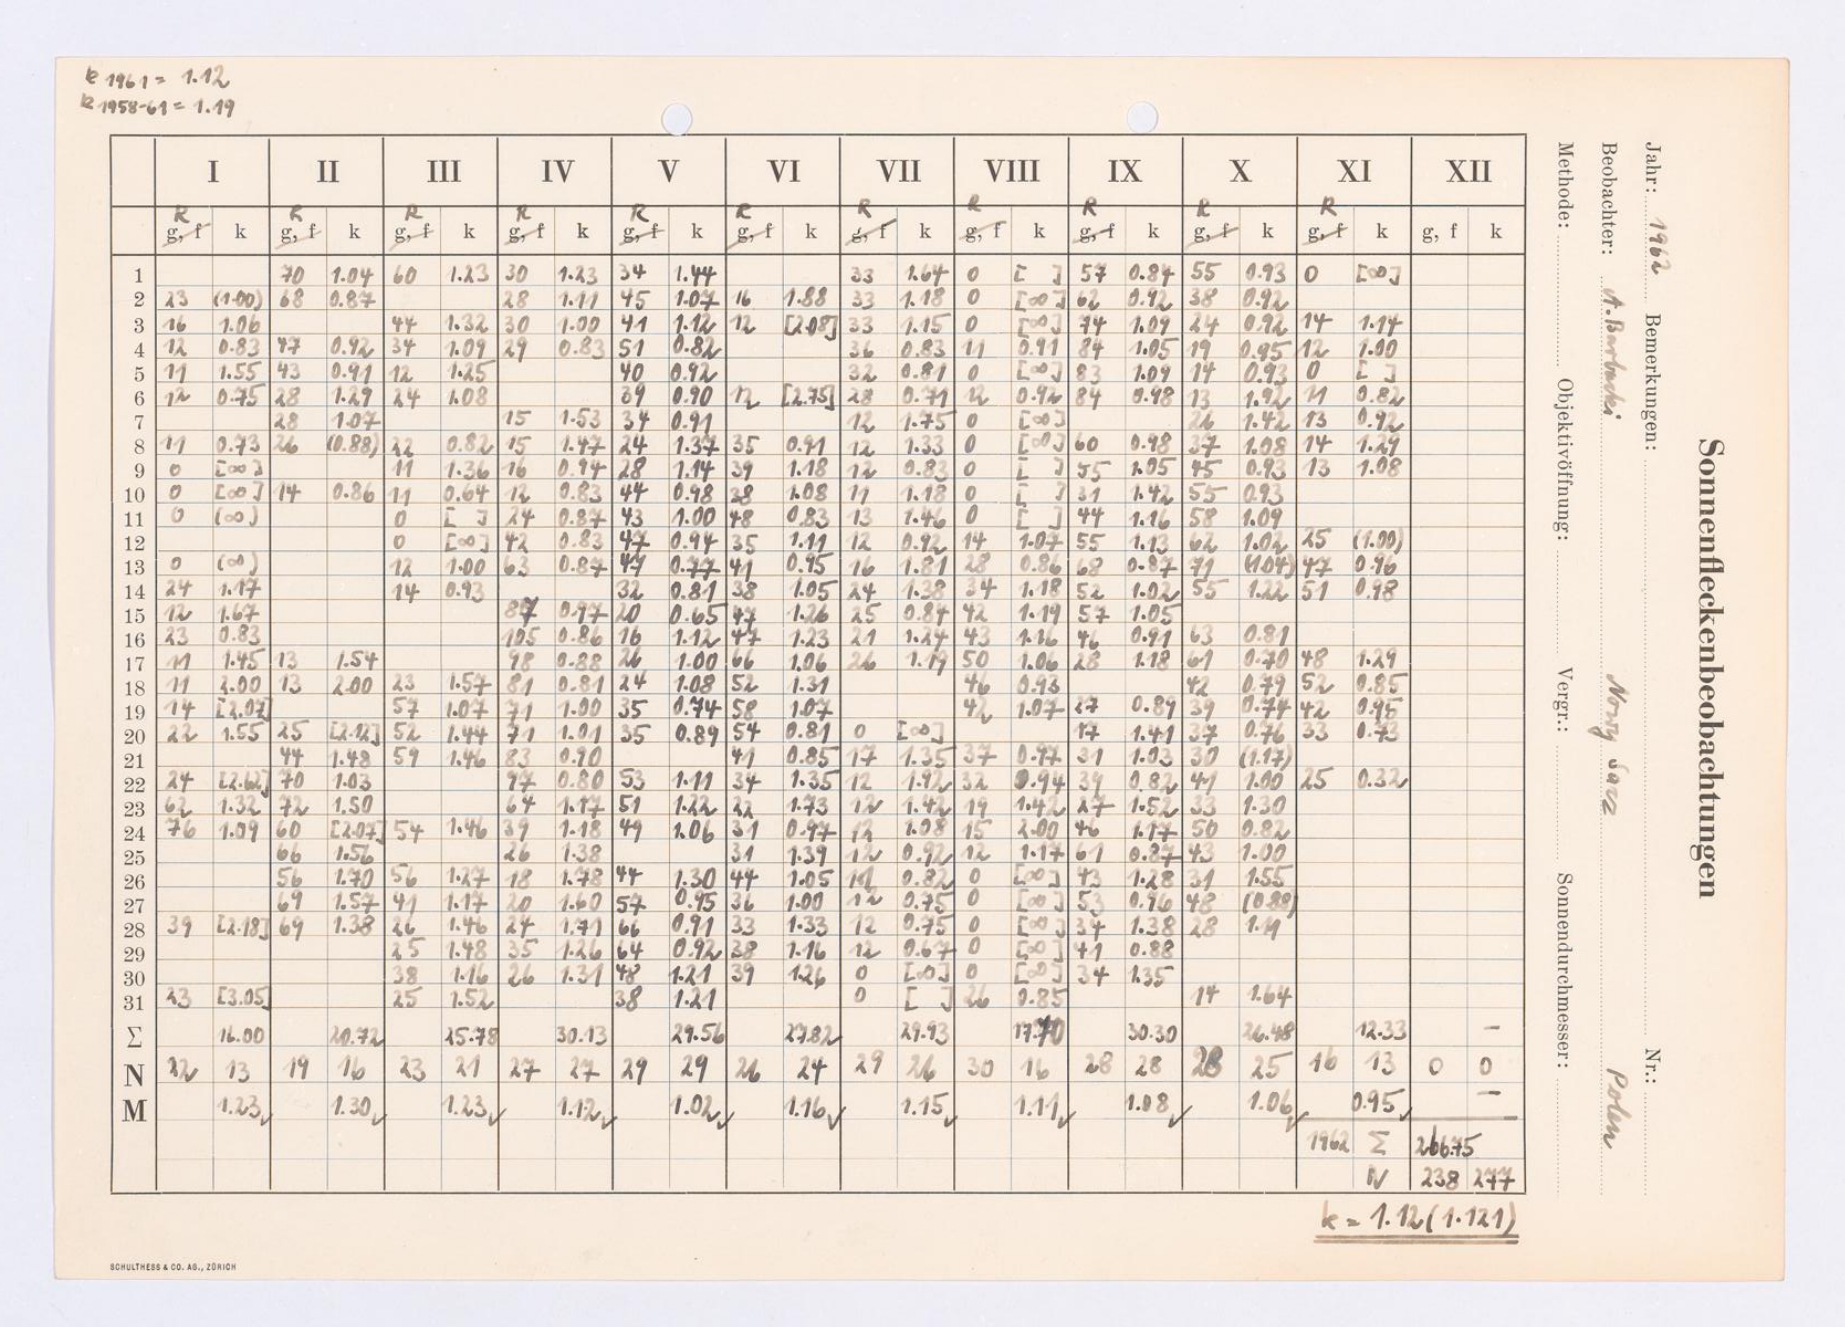 k 1961 = 1.12
k 1958-61 = 1.19
I II III IV V VI VII VIII IX X XI XII
R R R R R R R R R R R
g, f k g, f k g, f k g, f k g, f k g, f k g, f k g, f k g, f k g, f k g, f k g, f k
1 70 1.04 60 1.23 30 1.23 34 1.44 33 1.64 0 [ ] 57 0.84 55 0.93 0 [∞]
2 23 (1.00) 68 0.87 28 1.11 45 1.07 16 1.88 33 1.18 0 [∞] 62 0.92 38 0.92
3 16 1.06 44 1.32 30 1.00 41 1.12 12 [2.08] 33 1.15 0 [∞] 74 1.09 24 0.92 14 1.14
4 12 0.83 47 0.92 34 1.09 29 0.83 51 0.82 36 0.83 11 0.91 84 1.05 19 0.95 12 1.00
5 11 1.55 43 0.91 12 1.25 40 0.92 32 0.81 0 [∞] 83 1.09 14 0.93 0 [ ]
6 12 0.75 28 1.29 24 1.08 39 0.90 12 [2.75] 28 0.71 12 0.92 84 0.98 13 1.92 11 0.82
7 28 1.07 15 1.53 34 0.91 12 1.75 0 [∞] 26 1.42 13 0.92
8 11 0.73 26 (0.88) 22 0.82 15 1.47 24 1.37 35 0.91 12 1.33 0 [∞] 60 0.98 37 1.08 14 1.29
9 0 [∞] 11 1.36 16 0.94 28 1.14 39 1.18 12 0.83 0 [ ] 55 1.05 45 0.93 13 1.08
10 0 [∞] 14 0.86 11 0.64 12 0.83 44 0.98 38 1.08 11 1.18 0 [ ] 31 1.42 55 0.93
11 0 (∞) 0 [ ] 24 0.87 43 1.00 48 0.83 13 1.46 0 [ ] 44 1.16 58 1.09
12 0 [∞] 42 0.83 47 0.94 35 1.11 12 0.92 14 1.07 55 1.13 62 1.02 25 (1.00)
13 0 (∞) 12 1.00 63 0.87 47 0.77 41 0.95 16 1.81 28 0.86 68 0.87 71 (1.04) 47 0.96
14 24 1.17 14 0.93 32 0.81 38 1.05 24 1.38 34 1.18 52 1.02 55 1.22 51 0.98
15 12 1.67 87 0.97 20 0.65 47 1.26 25 0.84 42 1.19 57 1.05
16 23 0.83 105 0.86 16 1.12 47 1.23 21 1.24 43 1.16 46 0.91 63 0.81
17 11 1.45 13 1.54 98 0.88 26 1.00 66 1.06 26 1.19 50 1.06 28 1.18 61 0.70 48 1.29
18 11 2.00 13 2.00 23 1.57 81 0.81 24 1.08 52 1.31 46 0.93 42 0.79 52 0.85
19 14 [2.07] 57 1.07 71 1.00 35 0.74 58 1.07 42 1.07 27 0.89 39 0.74 42 0.95
20 22 1.55 25 [2.12] 52 1.44 71 1.01 35 0.89 54 0.81 0 [∞] 17 1.41 37 0.76 33 0.73
21 44 1.48 59 1.46 83 0.90 41 0.85 17 1.35 37 0.97 31 1.03 30 (1.17)
22 24 [2.62] 70 1.03 97 0.80 53 1.11 34 1.35 12 1.92 32 0.94 39 0.82 41 1.00 25 0.32
23 62 1.32 72 1.50 64 1.17 51 1.22 22 1.73 12 1.42 19 1.42 27 1.52 33 1.30
24 76 1.09 60 [2.07] 54 1.46 39 1.18 49 1.06 31 0.97 12 1.08 15 2.00 46 1.17 50 0.82
25 66 1.56 26 1.38 31 1.39 12 0.92 12 1.17 61 0.87 43 1.00
26 56 1.70 56 1.27 18 1.78 44 1.30 44 1.05 11 0.82 0 [∞] 43 1.28 31 1.55
27 69 1.57 41 1.17 20 1.60 57 0.95 36 1.00 12 0.75 0 [∞] 53 0.96 48 (0.88)
28 39 [2.18] 69 1.38 26 1.46 24 1.71 66 0.91 33 1.33 12 0.75 0 [∞] 34 1.38 28 1.11
29 25 1.48 35 1.26 64 0.92 38 1.16 12 0.67 0 [∞] 41 0.88
30 38 1.16 26 1.31 48 1.21 39 1.26 0 [∞] 0 [∞] 34 1.35
31 23 [3.05] 25 1.52 38 1.21 0 [ ] 26 0.85 14 1.64
Σ 16.00 20.72 25.78 30.13 29.56 27.82 29.93 17.70 30.30 26.48 12.33 –
N 22 13 19 16 23 21 27 27 29 29 26 24 29 26 30 16 28 28 28 25 16 13 0 0
M 1.23 1.30 1.23 1.12 1.02 1.16 1.15 1.11 1.08 1.06 0.95 –
1962 Σ 266.75
N 238 277
k = 1.12 (1.121)
SCHULTHESS & CO. AG., ZÜRICH
Sonnenfleckenbeobachtungen
Jahr: 1962 Bemerkungen: Nr.:
Beobachter: A. Barbacki Nowy Sacz Polen
Methode: Objektivöffnung: Vergr.: Sonnendurchmesser: